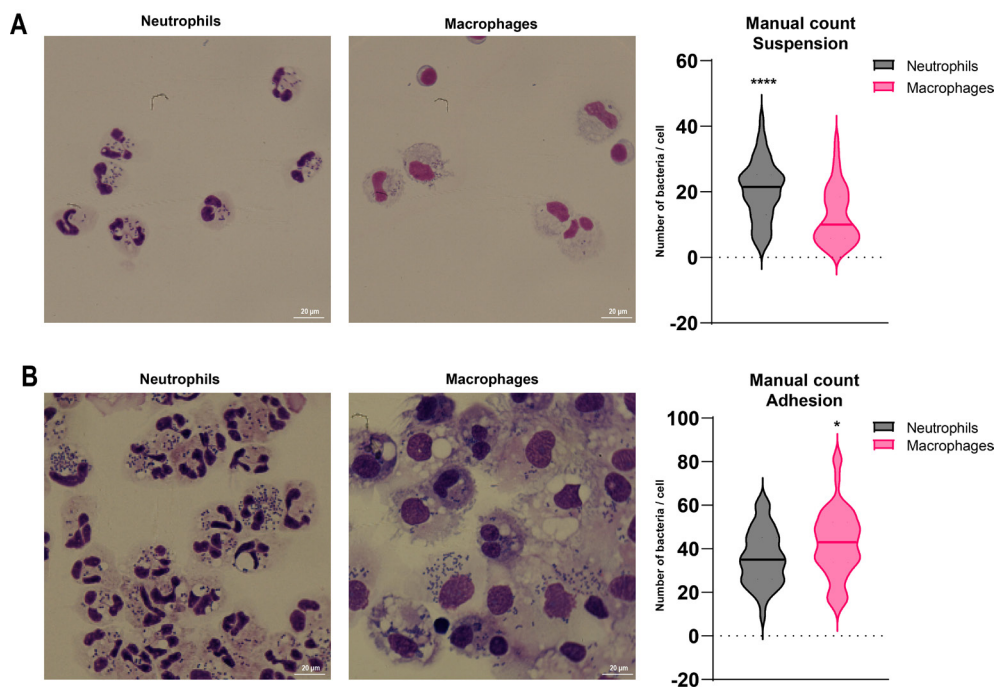 A
Neutrophils
Macrophages
Manual count
Suspension
Number of bacteria / cell
60
40
20
0
-20
****
Neutrophils
Macrophages
20 µm
20 µm
B
Neutrophils
Macrophages
Manual count
Adhesion
Number of bacteria / cell
100
80
60
40
20
0
-20
*
Neutrophils
Macrophages
20 µm
20 µm